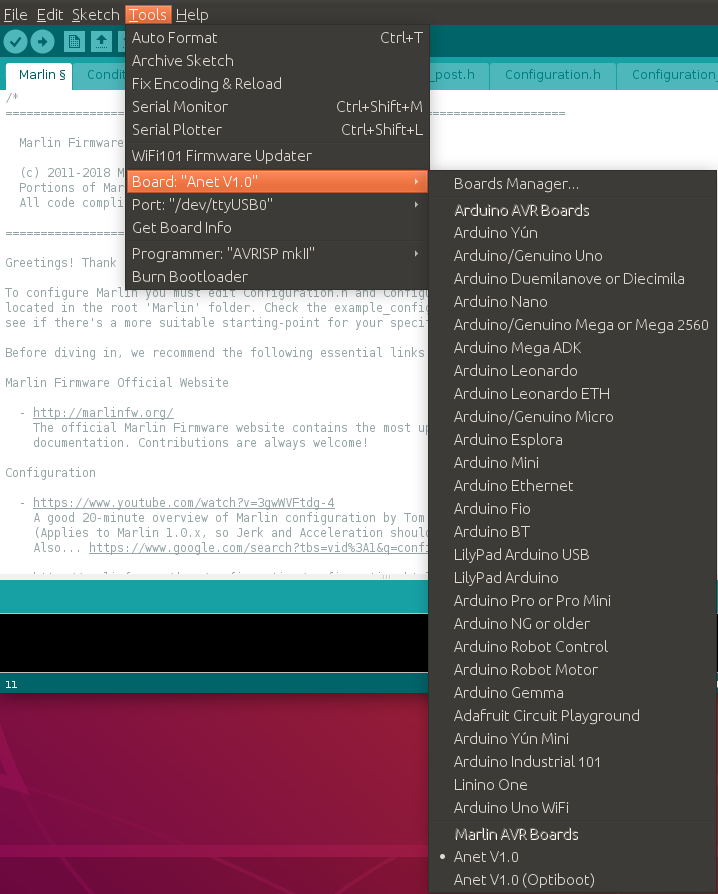 File Edit Sketch Tools Help
Auto Format Ctrl+T
Archive Sketch
Fix Encoding & Reload
Serial Monitor Ctrl+Shift+M
Serial Plotter Ctrl+Shift+L
WiFi101 Firmware Updater
Board: "Anet V1.0"
Port: "/dev/ttyUSB0"
Get Board Info
Programmer: "AVRISP mkII"
Burn Bootloader
Boards Manager...
Arduino AVR Boards
Arduino Yún
Arduino/Genuino Uno
Arduino Duemilanove or Diecimila
Arduino Nano
Arduino/Genuino Mega or Mega 2560
Arduino Mega ADK
Arduino Leonardo
Arduino Leonardo ETH
Arduino/Genuino Micro
Arduino Esplora
Arduino Mini
Arduino Ethernet
Arduino Fio
Arduino BT
LilyPad Arduino USB
LilyPad Arduino
Arduino Pro or Pro Mini
Arduino NG or older
Arduino Robot Control
Arduino Robot Motor
Arduino Gemma
Adafruit Circuit Playground
Arduino Yún Mini
Arduino Industrial 101
Linino One
Arduino Uno WiFi
Marlin AVR Boards
Anet V1.0
Anet V1.0 (Optiboot)
Marlin § Condit _post.h Configuration.h Configuration_
/*
Marlin Firmware
(c) 2011-2018 M
Portions of Mar
All code compli
Greetings! Thank
To configure Marlin you must edit Configuration.h and Configu
located in the root 'Marlin' folder. Check the example_confi
see if there's a more suitable starting-point for your specif
Before diving in, we recommend the following essential links
Marlin Firmware Official Website
- http://marlinfw.org/
The official Marlin Firmware website contains the most up
documentation. Contributions are always welcome!
Configuration
- https://www.youtube.com/watch?v=3gwWVFtdg-4
A good 20-minute overview of Marlin configuration by Tom
(Applies to Marlin 1.0.x, so Jerk and Acceleration shoul
Also... https://www.google.com/search?tbs=vid%3A1&q=confi
11